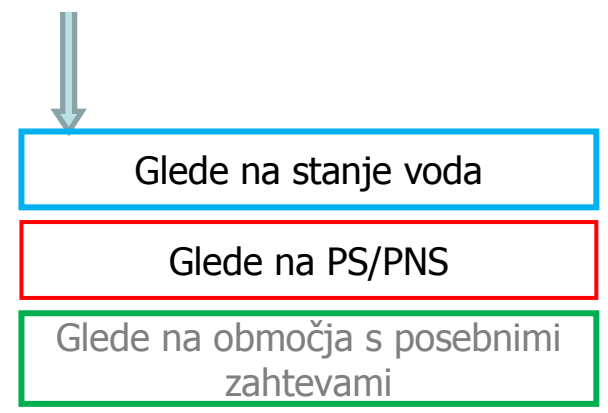 Glede na stanje voda
Glede na PS/PNS
Glede na območja s posebnimi
zahtevami